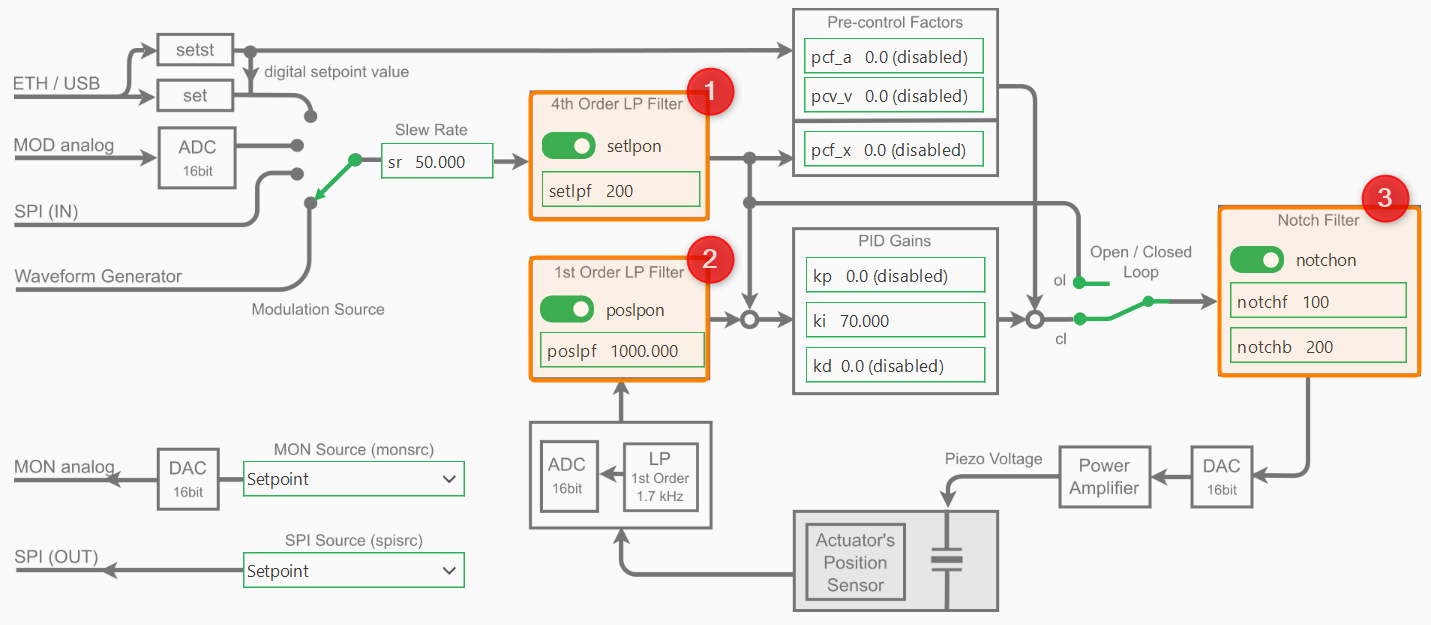 Pre-control Factors
setst
pcf_a 0.0 (disabled)
digital setpoint value
ETH / USB
set
pcv_v 0.0 (disabled)
1
4th Order LP Filter
Slew Rate
MOD analog
ADC
16bit
setlpon
pcf_x 0.0 (disabled)
sr 50.000
setlpf 200
SPI (IN)
3
Notch Filter
PID Gains
2
1st Order LP Filter
Open / Closed
Loop
notchon
Waveform Generator
kp 0.0 (disabled)
ol
Modulation Source
poslpon
notchf 100
ki 70.000
cl
poslpf 1000.000
notchb 200
kd 0.0 (disabled)
MON Source (monsrc)
MON analog
DAC
16bit
Setpoint
ADC
16bit
LP
1st Order
1.7 kHz
Piezo Voltage
Power
Amplifier
DAC
16bit
SPI Source (spisrc)
SPI (OUT)
Setpoint
Actuator's
Position
Sensor